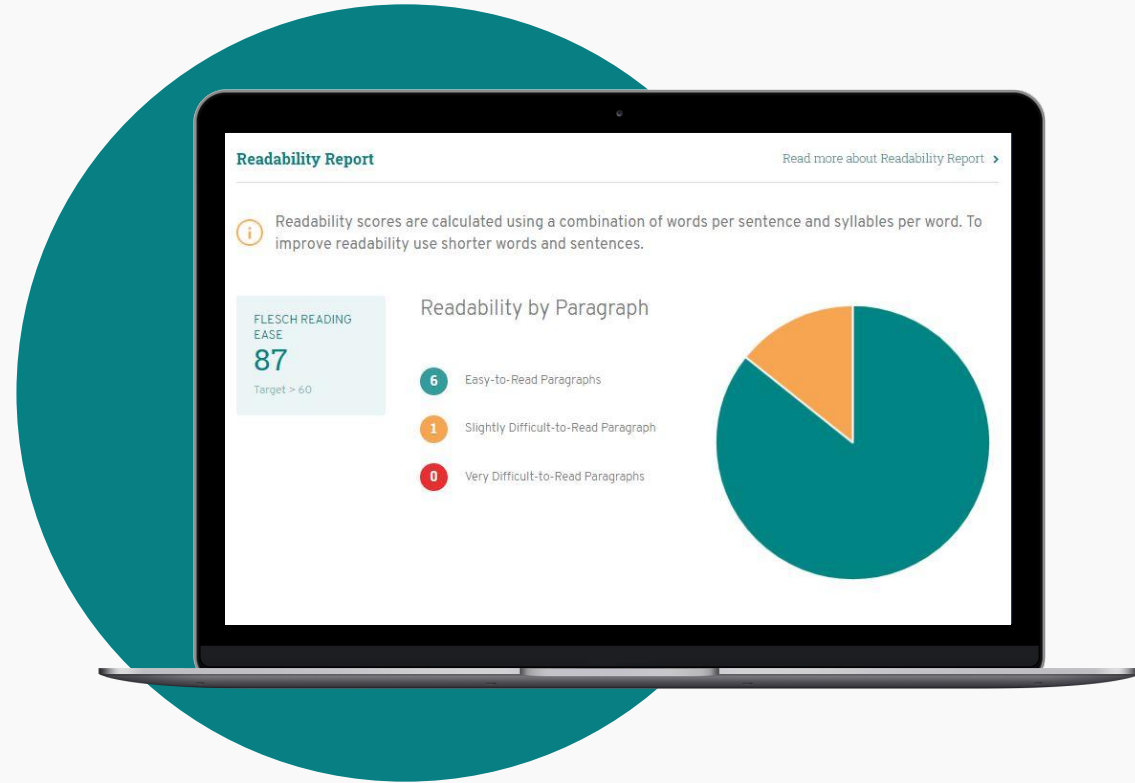 Readability Report
Read more about Readability Report >
i
Readability scores are calculated using a combination of words per sentence and syllables per word. To
improve readability use shorter words and sentences.
FLESCH READING
EASE
87
Target > 60
Readability by Paragraph
6 Easy-to-Read Paragraphs
1 Slightly Difficult-to-Read Paragraph
0 Very Difficult-to-Read Paragraphs